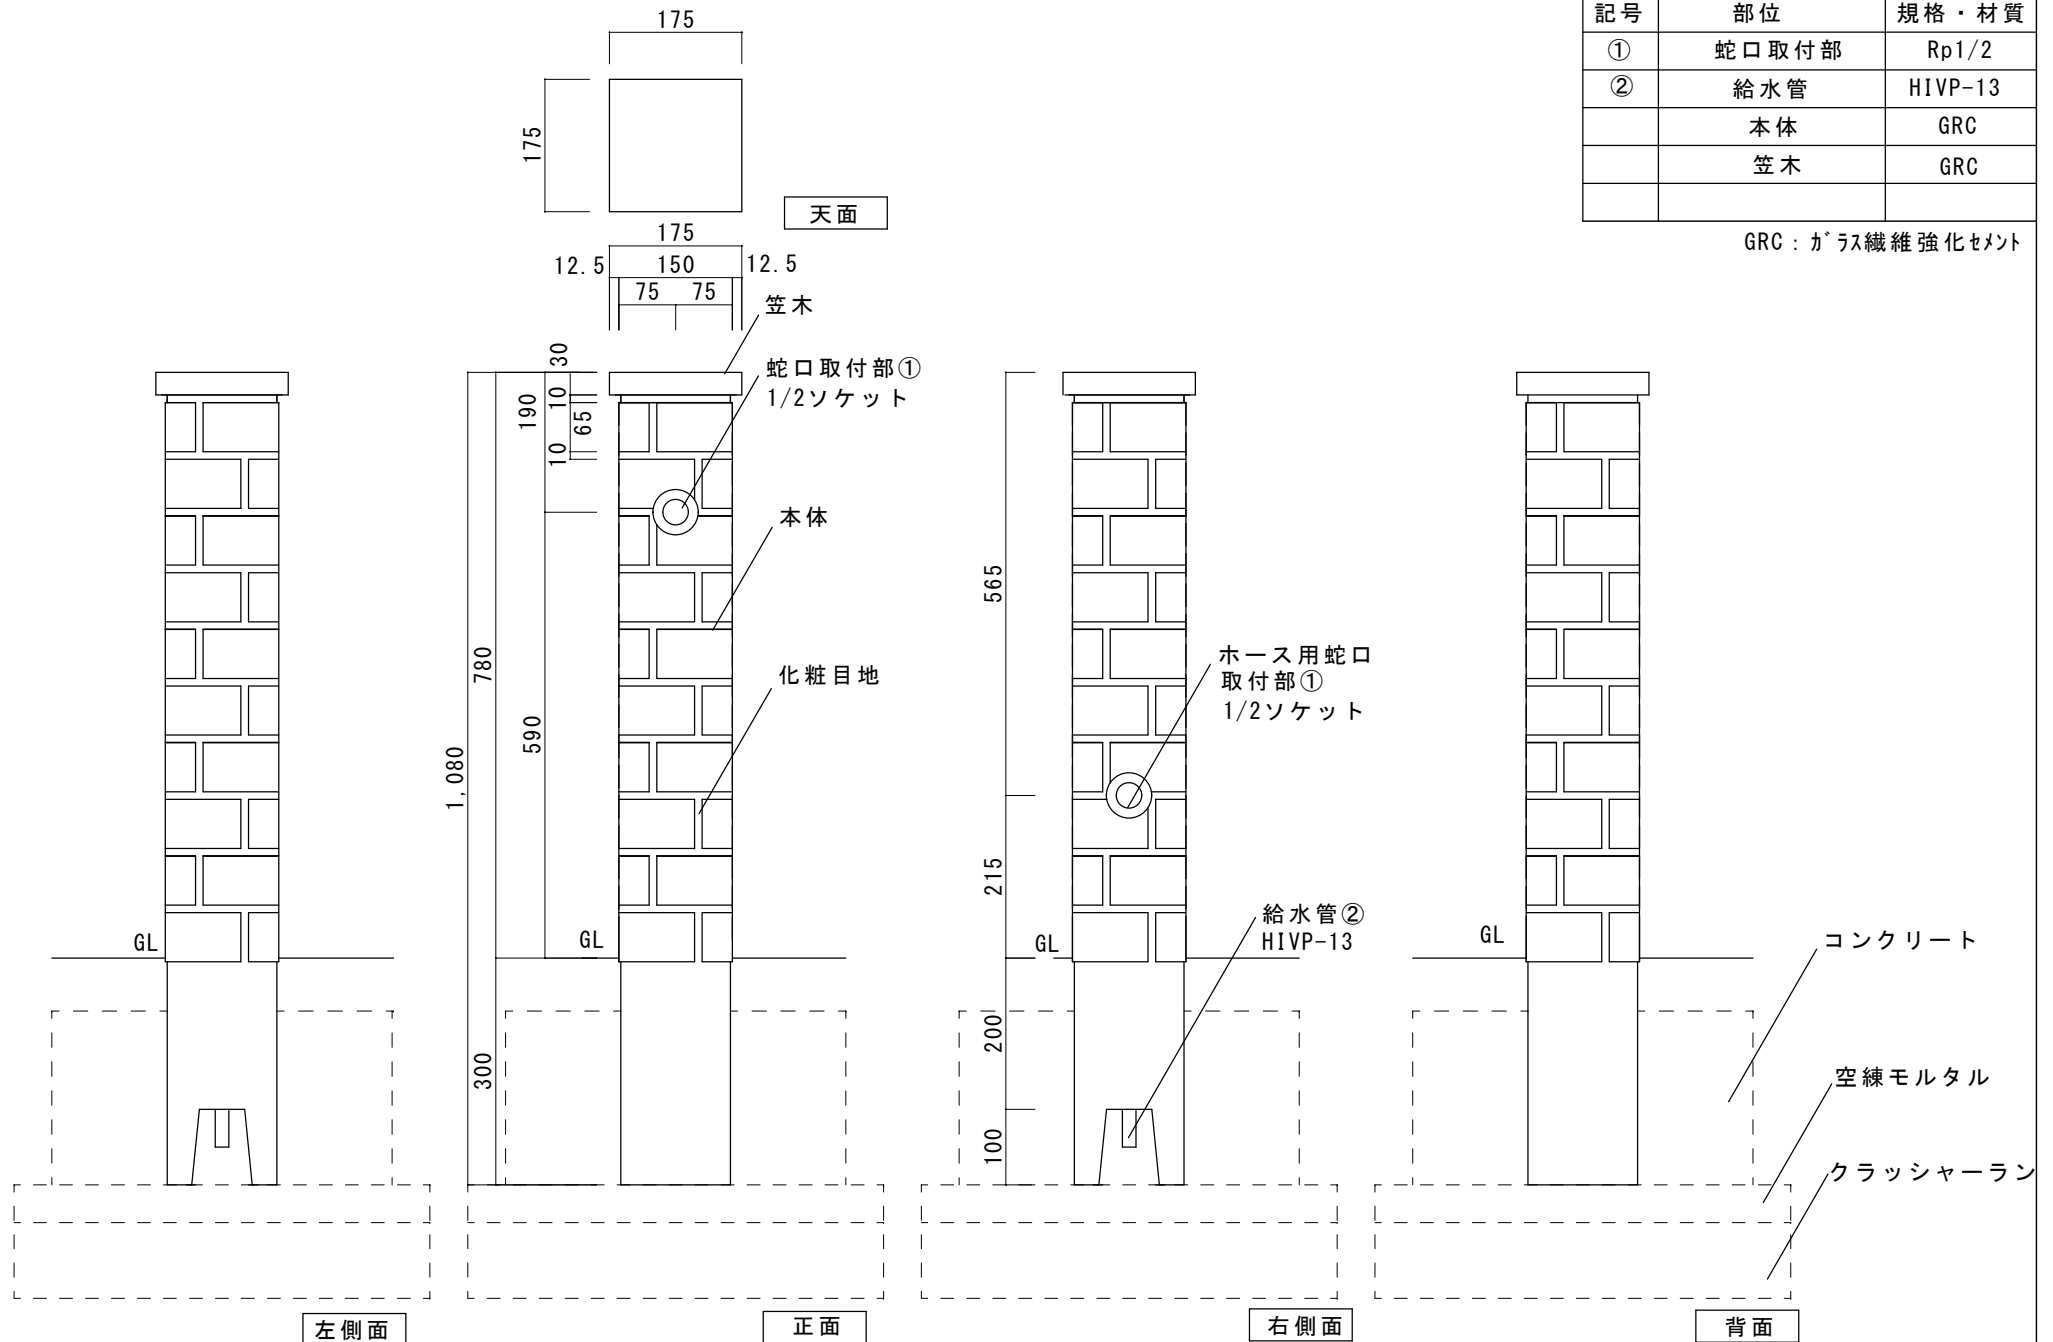 175
175
天面
記号 部位 規格・材質
① 蛇口取付部 Rp1/2
② 給水管 HIVP-13
本体 GRC
笠木 GRC
GRC：ガラス繊維強化セメント
175
12.5 150 12.5
75 75
笠木
蛇口取付部①
1/2ソケット
本体
化粧目地
30
10
65
10
190
590
780
1,080
300
565
215
200
100
ホース用蛇口
取付部①
1/2ソケット
給水管②
HIVP-13
GL
GL
GL
GL
コンクリート
空練モルタル
クラッシャーラン
左側面
正面
右側面
背面